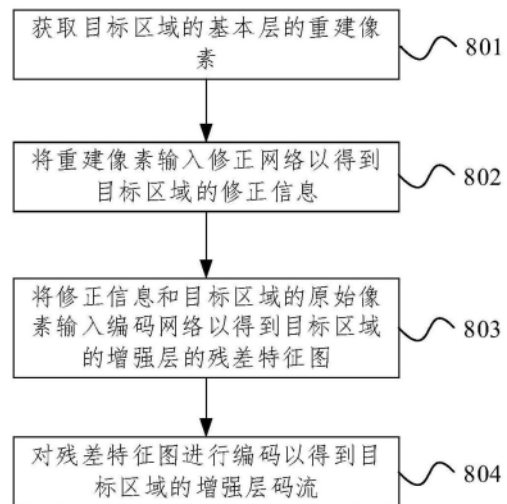 获取目标区域的基本层的重建像
素
801
将重建像素输入修正网络以得到
目标区域的修正信息
802
将修正信息和目标区域的原始像
素输入编码网络以得到目标区域
的增强层的残差特征图
803
对残差特征图进行编码以得到目
标区域的增强层码流
804